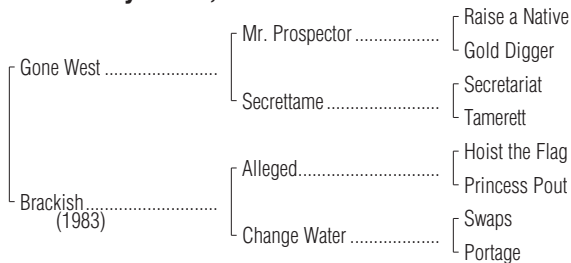 Raise a Native
Mr. Prospector ....................
Gold Digger
Gone West ..........................
Secretariat
Secrettame ..........................
Tamerett
Hoist the Flag
Alleged.................................
Princess Pout
Brackish..............................
(1983)
Swaps
Change Water .....................
Portage